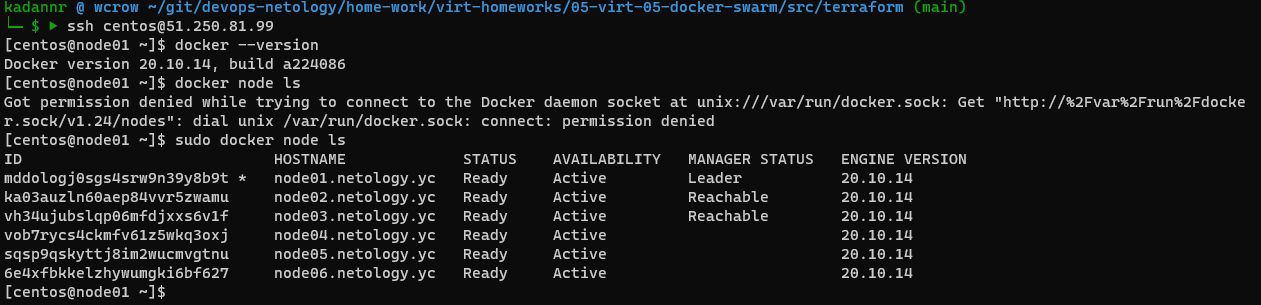 kadannr @ wcrow ~/git/devops-netology/home-work/virt-homeworks/05-virt-05-docker-swarm/src/terraform (main)
└─ $ ▶ ssh centos@51.250.81.99
[centos@node01 ~]$ docker --version
Docker version 20.10.14, build a224086
[centos@node01 ~]$ docker node ls
Got permission denied while trying to connect to the Docker daemon socket at unix:///var/run/docker.sock: Get "http://%2Fvar%2Frun%2Fdocke
r.sock/v1.24/nodes": dial unix /var/run/docker.sock: connect: permission denied
[centos@node01 ~]$ sudo docker node ls
ID                            HOSTNAME             STATUS    AVAILABILITY   MANAGER STATUS   ENGINE VERSION
mddologj0sgs4srw9n39y8b9t *   node01.netology.yc   Ready     Active         Leader           20.10.14
ka03auzln60aep84vvr5zwamu     node02.netology.yc   Ready     Active         Reachable        20.10.14
vh34ujubslqp06mfdjxxs6v1f     node03.netology.yc   Ready     Active         Reachable        20.10.14
vob7rycs4ckmfv61z5wkq3oxj     node04.netology.yc   Ready     Active                          20.10.14
sqsp9qskyttj8im2wucmvgtnu     node05.netology.yc   Ready     Active                          20.10.14
6e4xfbkkelzhywumgki6bf627     node06.netology.yc   Ready     Active                          20.10.14
[centos@node01 ~]$